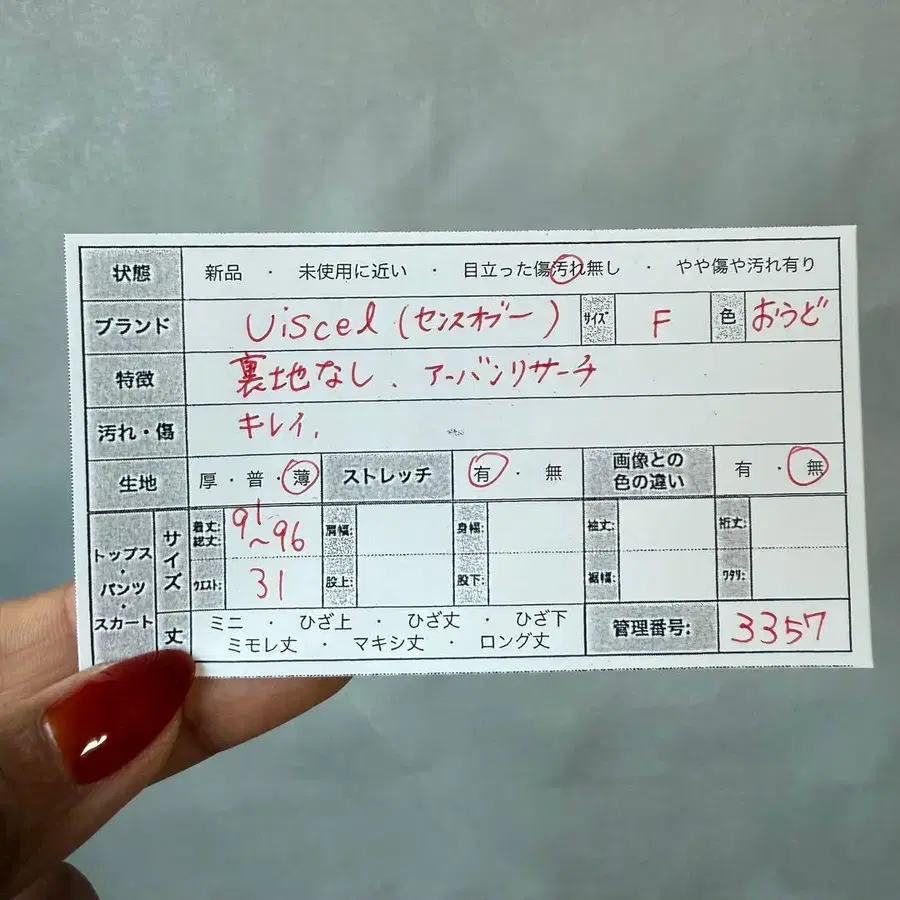 状態 新品 ・ 未使用に近い ・ 目立った傷汚れ無し ・ やや傷や汚れ有り
ブランド Uiscel (センスオブー) サイズ F 色 おうど
特徴 裏地なし、アーバンリサーチ
汚れ・傷 キレイ,
生地 厚・普・薄 ストレッチ 有・無 画像との色の違い 有・無
トップス・パンツ・スカート サイズ 着丈:総丈: 91~96 肩幅: 身幅: 袖丈: 裄丈:
ウエスト: 31 股上: 股下: 裾幅: ワタリ:
丈 ミニ ・ ひざ上 ・ ひざ丈 ・ ひざ下
ミモレ丈 ・ マキシ丈 ・ ロング丈 管理番号: 3357